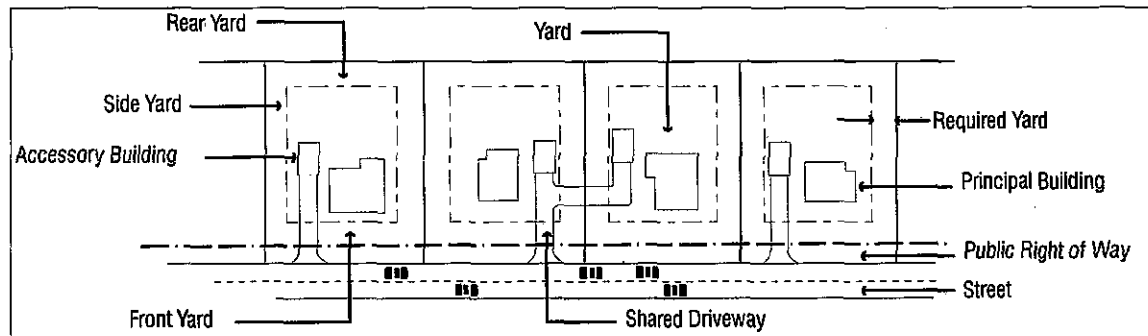 Rear Yard
Yard
Side Yard
Required Yard
Accessory Building
Principal Building
Public Right of Way
Street
Front Yard
Shared Driveway